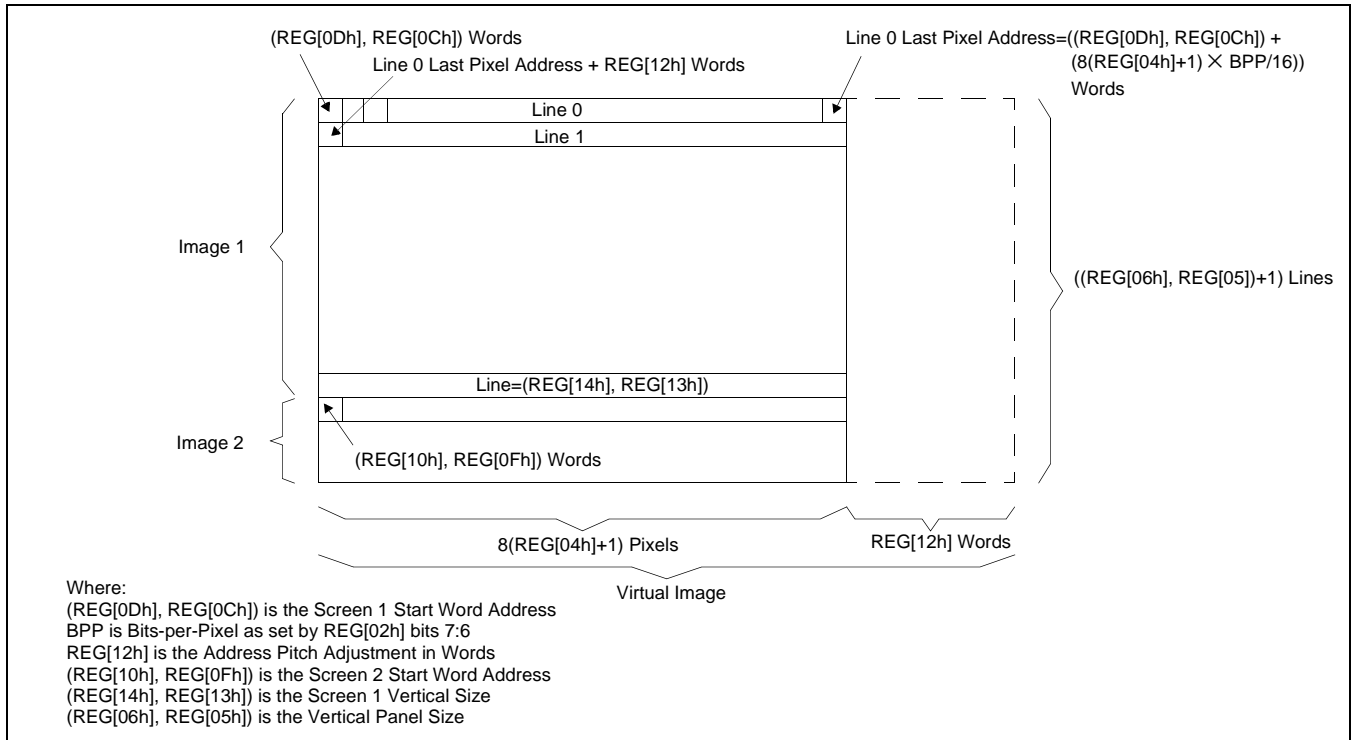 (REG[0Dh], REG[0Ch]) Words
Line 0 Last Pixel Address=((REG[0Dh], REG[0Ch]) +
(8(REG[04h]+1) × BPP/16))
Words
Line 0 Last Pixel Address + REG[12h] Words
Line 0
Line 1
Image 1
((REG[06h], REG[05])+1) Lines
Line=(REG[14h], REG[13h])
Image 2
(REG[10h], REG[0Fh]) Words
8(REG[04h]+1) Pixels
REG[12h] Words
Virtual Image
Where:
(REG[0Dh], REG[0Ch]) is the Screen 1 Start Word Address
BPP is Bits-per-Pixel as set by REG[02h] bits 7:6
REG[12h] is the Address Pitch Adjustment in Words
(REG[10h], REG[0Fh]) is the Screen 2 Start Word Address
(REG[14h], REG[13h]) is the Screen 1 Vertical Size
(REG[06h], REG[05h]) is the Vertical Panel Size